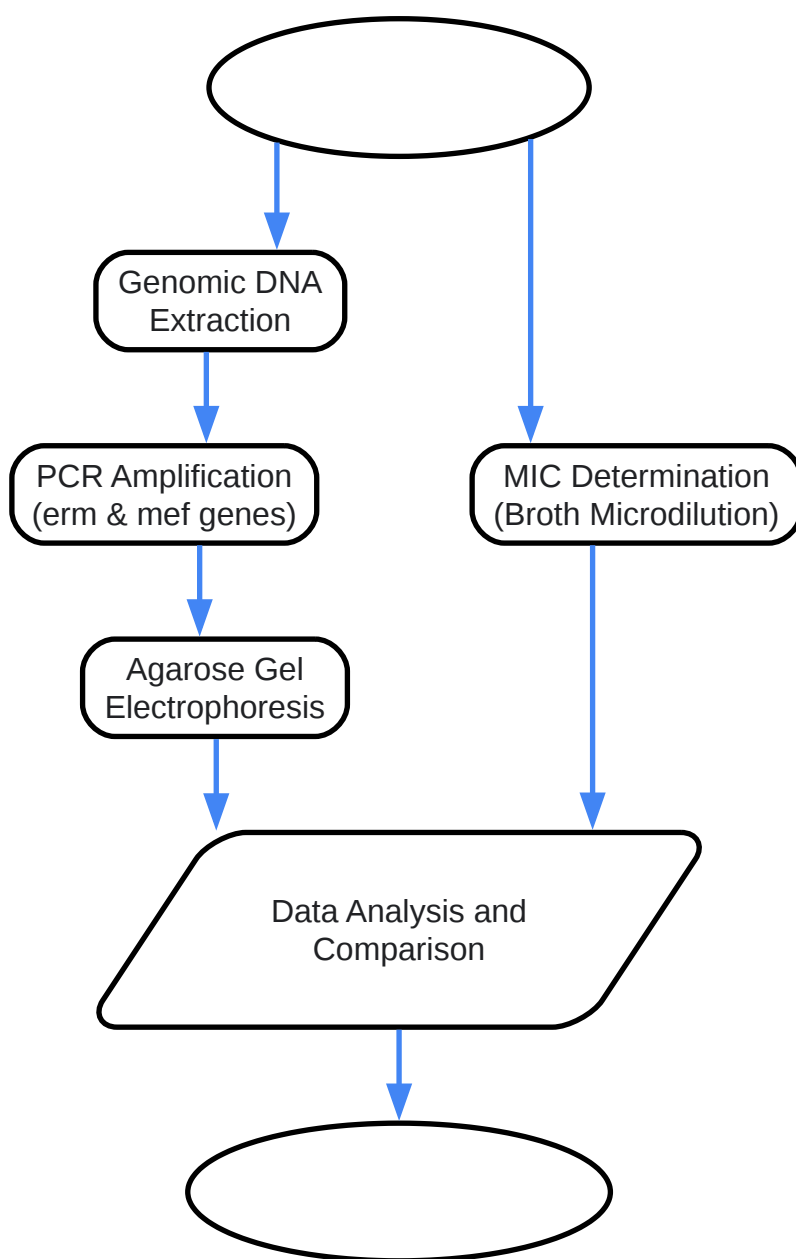 Genomic DNA
Extraction
PCR Amplification
(erm & mef genes)
MIC Determination
(Broth Microdilution)
Agarose Gel
Electrophoresis
Data Analysis and
Comparison